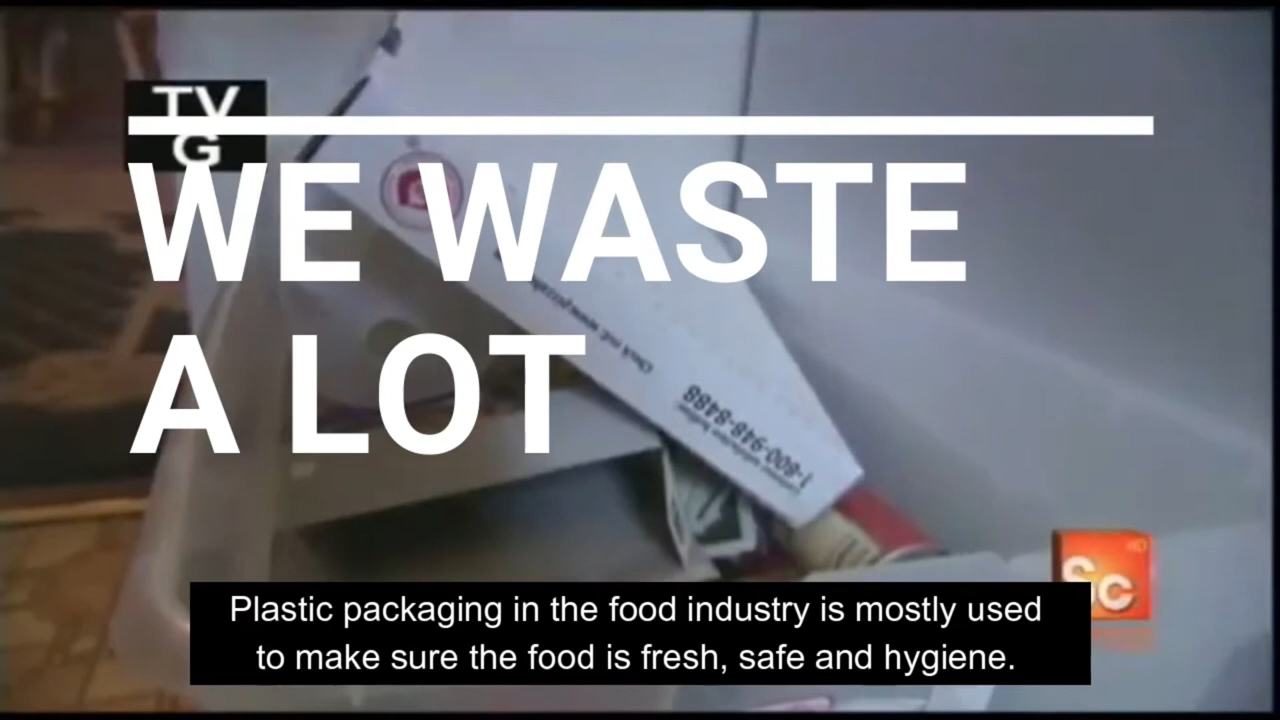 TV
G
WE WASTE
A LOT
1-800-948-8488
Sc
Plastic packaging in the food industry is mostly used
to make sure the food is fresh, safe and hygiene.